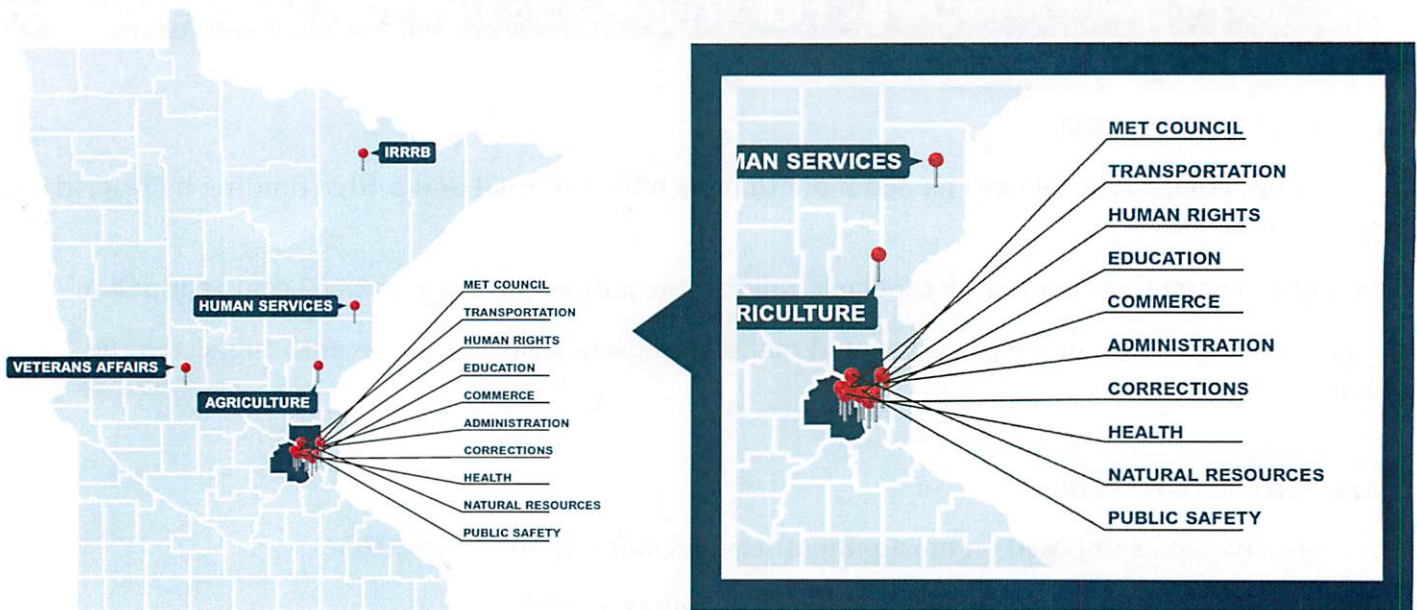 IRRRB
HUMAN SERVICES
VETERANS AFFAIRS
AGRICULTURE
MET COUNCIL
TRANSPORTATION
HUMAN RIGHTS
EDUCATION
COMMERCE
ADMINISTRATION
CORRECTIONS
HEALTH
NATURAL RESOURCES
PUBLIC SAFETY
MAN SERVICES
RICULTURE
MET COUNCIL
TRANSPORTATION
HUMAN RIGHTS
EDUCATION
COMMERCE
ADMINISTRATION
CORRECTIONS
HEALTH
NATURAL RESOURCES
PUBLIC SAFETY